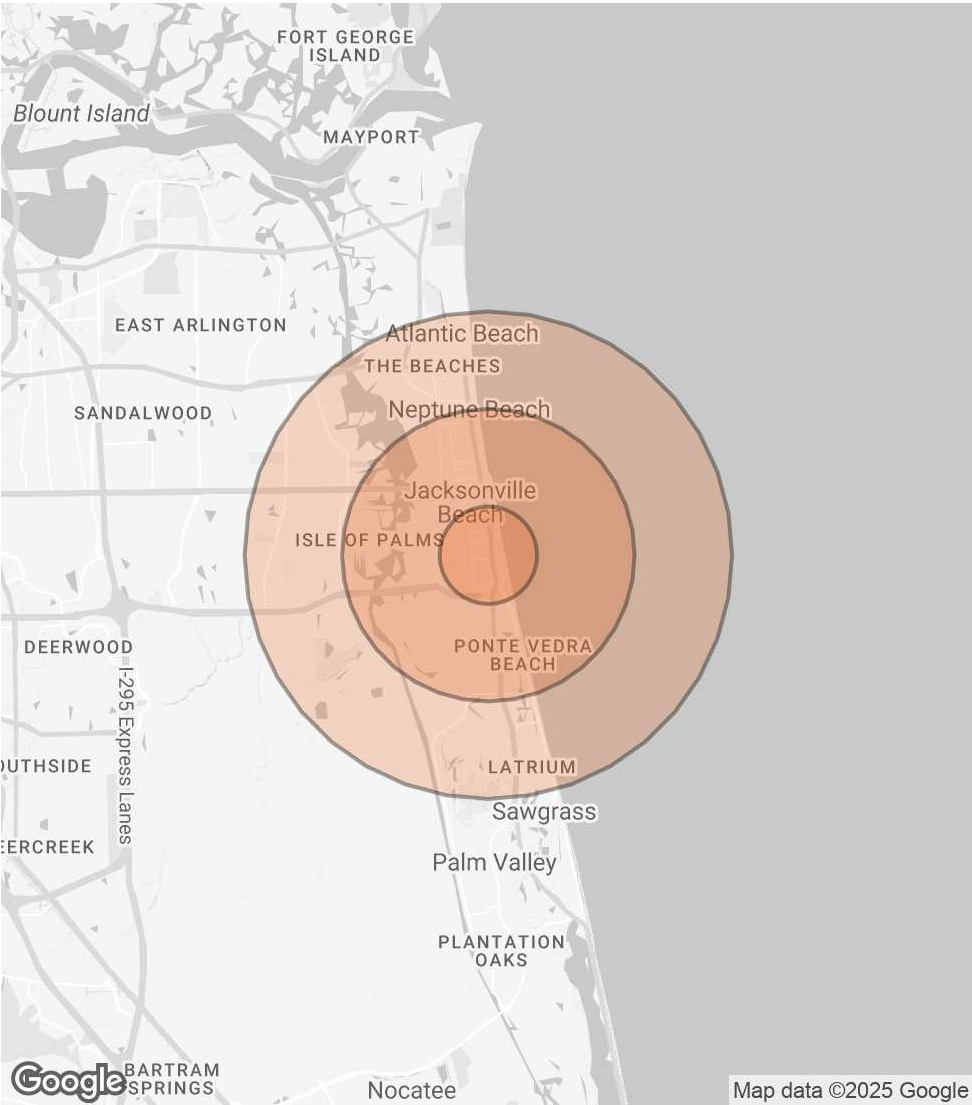 FORT GEORGE
ISLAND
Blount Island
MAYPORT
EAST ARLINGTON
Atlantic Beach
THE BEACHES
SANDALWOOD
Neptune Beach
Jacksonville
Beach
ISLE OF PALMS
DEERWOOD
PONTE VEDRA
BEACH
I-295 Express Lanes
OUTHSIDE
LATRIUM
Sawgrass
EERCREEK
Palm Valley
PLANTATION
OAKS
BARTRAM
SPRINGS
Google
Nocatee
Map data ©2025 Google